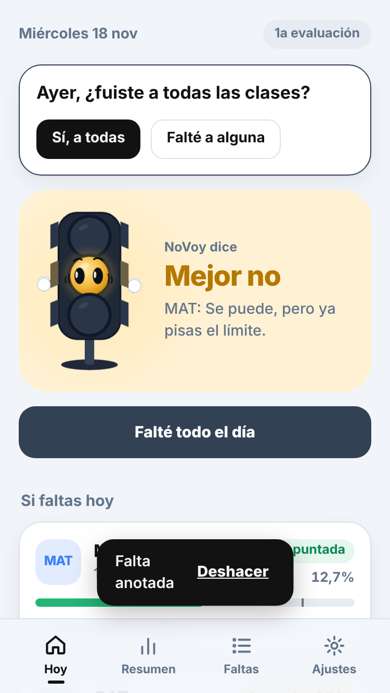 Miércoles 18 nov
1a evaluación
Ayer, ¿fuiste a todas las clases?
Sí, a todas
Falté a alguna
NoVoy dice
Mejor no
MAT: Se puede, pero ya
pisas el límite.
Falté todo el día
Si faltas hoy
MAT
puntada
12,7%
Falta
anotada
Deshacer
Hoy
Resumen
Faltas
Ajustes